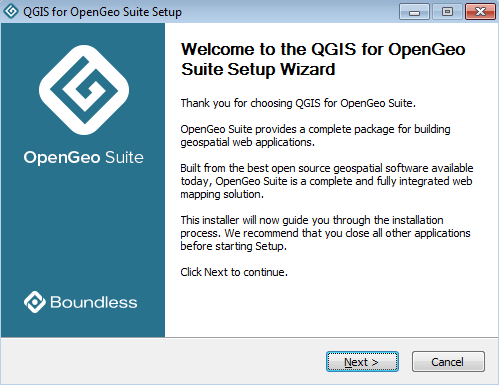 QGIS for OpenGeo Suite Setup
Welcome to the QGIS for OpenGeo
Suite Setup Wizard
Thank you for choosing QGIS for OpenGeo Suite.
OpenGeo Suite provides a complete package for building
geospatial web applications.
Built from the best open source geospatial software available
today, OpenGeo Suite is a complete and fully integrated web
mapping solution.
This installer will now guide you through the installation
process. We recommend that you close all other applications
before starting Setup.
Click Next to continue.
OpenGeo Suite
Boundless
Next >
Cancel